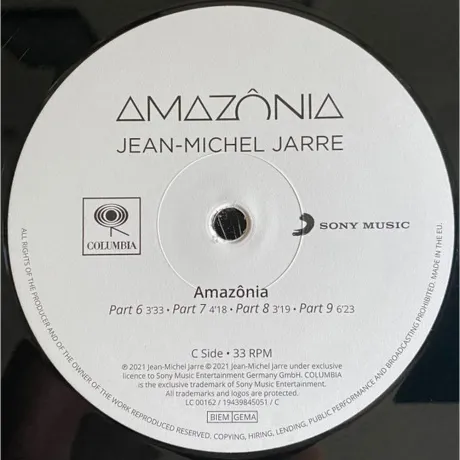 AMAZÔNIA
JEAN-MICHEL JARRE
COLUMBIA
SONY MUSIC
Amazônia
Part 6 3'33 • Part 7 4'18 • Part 8 3'19 • Part 9 6'23
C Side • 33 RPM
℗ 2021 Jean-Michel Jarre © 2021 Jean-Michel Jarre under exclusive
licence to Sony Music Entertainment Germany GmbH. COLUMBIA
is the exclusive trademark of Sony Music Entertainment.
All trademarks and logos are protected.
LC 00162 / 19439845051 / C
BIEM GEMA
ALL RIGHTS OF THE PRODUCER AND OF THE OWNER OF THE WORK REPRODUCED RESERVED. COPYING, HIRING, LENDING, PUBLIC PERFORMANCE AND BROADCASTING PROHIBITED. MADE IN THE EU.